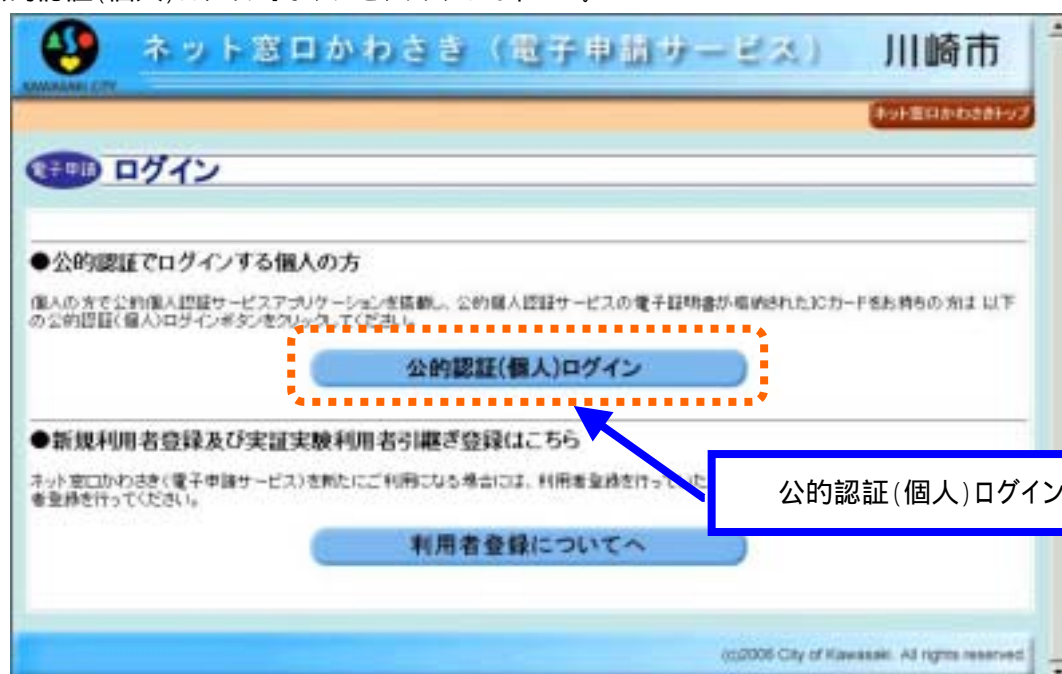 ネット窓口かわさき（電子申請サービス）
川崎市
KAWASAKI CITY
ネット窓口かわさきトップ
電子申請 ログイン
●公的認証でログインする個人の方
個人の方で公的個人認証サービスアプリケーションを搭載し、公的個人認証サービスの電子証明書が格納されたICカードをお持ちの方は 以下
の公的認証(個人)ログインボタンをクリックしてください。
公的認証(個人)ログイン
●新規利用者登録及び実証実験利用者引継ぎ登録はこちら
ネット窓口かわさき(電子申請サービス)を新たにご利用になる場合には、利用者登録を行っていた
者登録を行ってください。
公的認証(個人)ログイン
利用者登録についてへ
(c)2006 City of Kawasaki. All rights reserved.